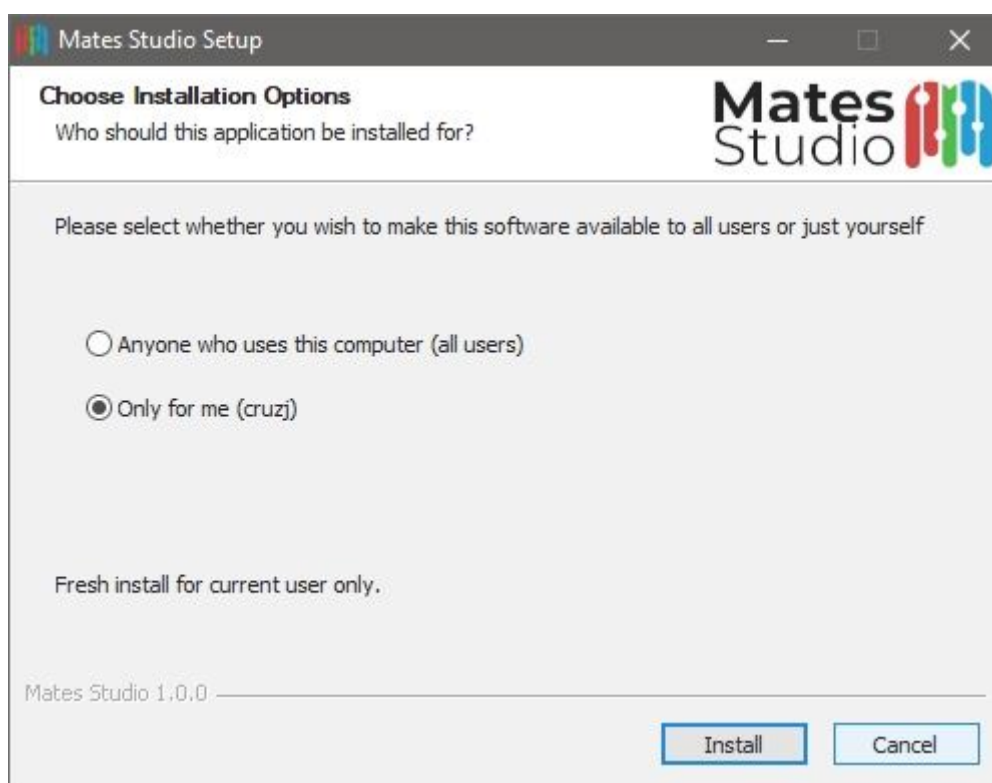 Mates Studio Setup
Choose Installation Options
Who should this application be installed for?
Mates
Studio
Please select whether you wish to make this software available to all users or just yourself
Anyone who uses this computer (all users)
Only for me (cruzj)
Fresh install for current user only.
Mates Studio 1.0.0
Install
Cancel